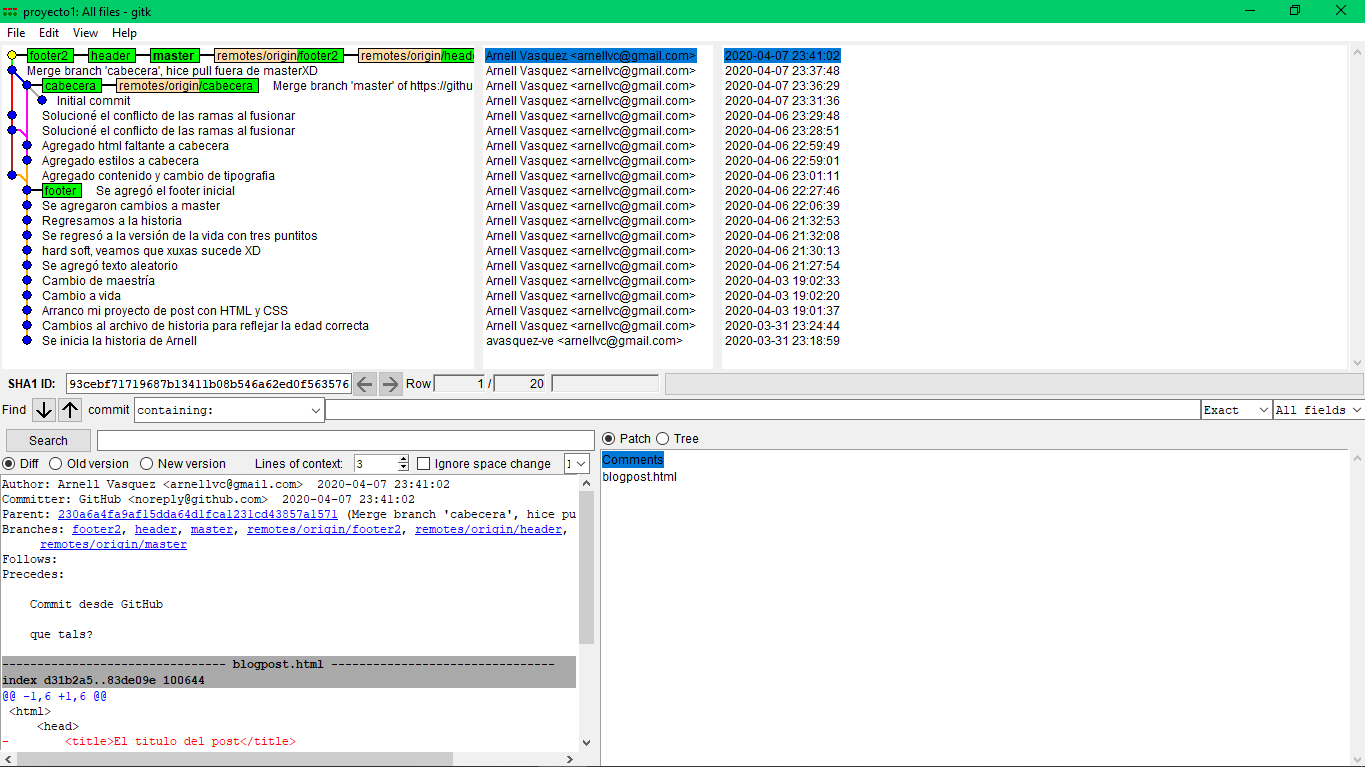 proyecto1: All files - gitk
File Edit View Help
footer2 header master remotes/origin/footer2 remotes/origin/head Arnell Vasquez <arnellvc@gmail.com> 2020-04-07 23:41:02
Merge branch 'cabecera', hice pull fuera de masterXD Arnell Vasquez <arnellvc@gmail.com> 2020-04-07 23:37:48
cabecera remotes/origin/cabecera Merge branch 'master' of https://githu Arnell Vasquez <arnellvc@gmail.com> 2020-04-07 23:36:29
Initial commit Arnell Vasquez <arnellvc@gmail.com> 2020-04-07 23:31:36
Solucioné el conflicto de las ramas al fusionar Arnell Vasquez <arnellvc@gmail.com> 2020-04-06 23:29:48
Solucioné el conflicto de las ramas al fusionar Arnell Vasquez <arnellvc@gmail.com> 2020-04-06 23:28:51
Agregado html faltante a cabecera Arnell Vasquez <arnellvc@gmail.com> 2020-04-06 22:59:49
Agregado estilos a cabecera Arnell Vasquez <arnellvc@gmail.com> 2020-04-06 22:59:01
Agregado contenido y cambio de tipografia Arnell Vasquez <arnellvc@gmail.com> 2020-04-06 23:01:11
footer Se agregó el footer inicial Arnell Vasquez <arnellvc@gmail.com> 2020-04-06 22:27:46
Se agregaron cambios a master Arnell Vasquez <arnellvc@gmail.com> 2020-04-06 22:06:39
Regresamos a la historia Arnell Vasquez <arnellvc@gmail.com> 2020-04-06 21:32:53
Se regresó a la versión de la vida con tres puntitos Arnell Vasquez <arnellvc@gmail.com> 2020-04-06 21:32:08
hard soft, veamos que xuxas sucede XD Arnell Vasquez <arnellvc@gmail.com> 2020-04-06 21:30:13
Se agregó texto aleatorio Arnell Vasquez <arnellvc@gmail.com> 2020-04-06 21:27:54
Cambio de maestría Arnell Vasquez <arnellvc@gmail.com> 2020-04-03 19:02:33
Cambio a vida Arnell Vasquez <arnellvc@gmail.com> 2020-04-03 19:02:20
Arranco mi proyecto de post con HTML y CSS Arnell Vasquez <arnellvc@gmail.com> 2020-04-03 19:01:37
Cambios al archivo de historia para reflejar la edad correcta Arnell Vasquez <arnellvc@gmail.com> 2020-03-31 23:24:44
Se inicia la historia de Arnell avasquez-ve <arnellvc@gmail.com> 2020-03-31 23:18:59
SHA1 ID: 93cebf71719687b13411b08b546a62ed0f563576 Row 1 / 20
Find commit containing: Exact All fields
Search Patch Tree
Diff Old version New version Lines of context: 3 Ignore space change
Comments
blogpost.html
Author: Arnell Vasquez <arnellvc@gmail.com> 2020-04-07 23:41:02
Committer: GitHub <noreply@github.com> 2020-04-07 23:41:02
Parent: 230a6a4fa9af15dda64d1fca1231cd43857a1571 (Merge branch 'cabecera', hice pu
Branches: footer2, header, master, remotes/origin/footer2, remotes/origin/header,
remotes/origin/master
Follows:
Precedes:
Commit desde GitHub
que tals?
-------------------------------- blogpost.html --------------------------------
index d31b2a5..83de09e 100644
@@ -1,6 +1,6 @@
<html>
<head>
- <title>El titulo del post</title>